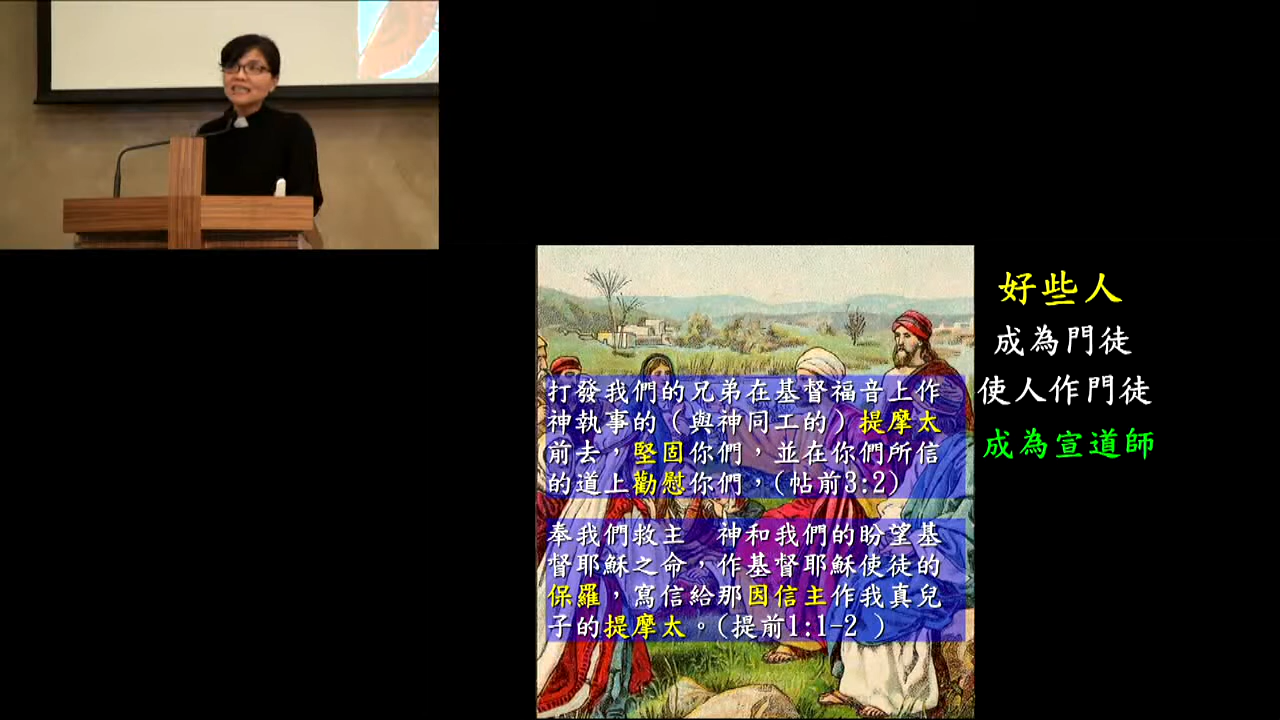 打發我們的兄弟在基督福音上作
神執事的（與神同工的）提摩太
前去，堅固你們，並在你們所信
的道上勸慰你們，(帖前3:2)
奉我們救主　神和我們的盼望基
督耶穌之命，作基督耶穌使徒的
保羅，寫信給那因信主作我真兒
子的提摩太。(提前1:1-2 )
好些人
成為門徒
使人作門徒
成為宣道師